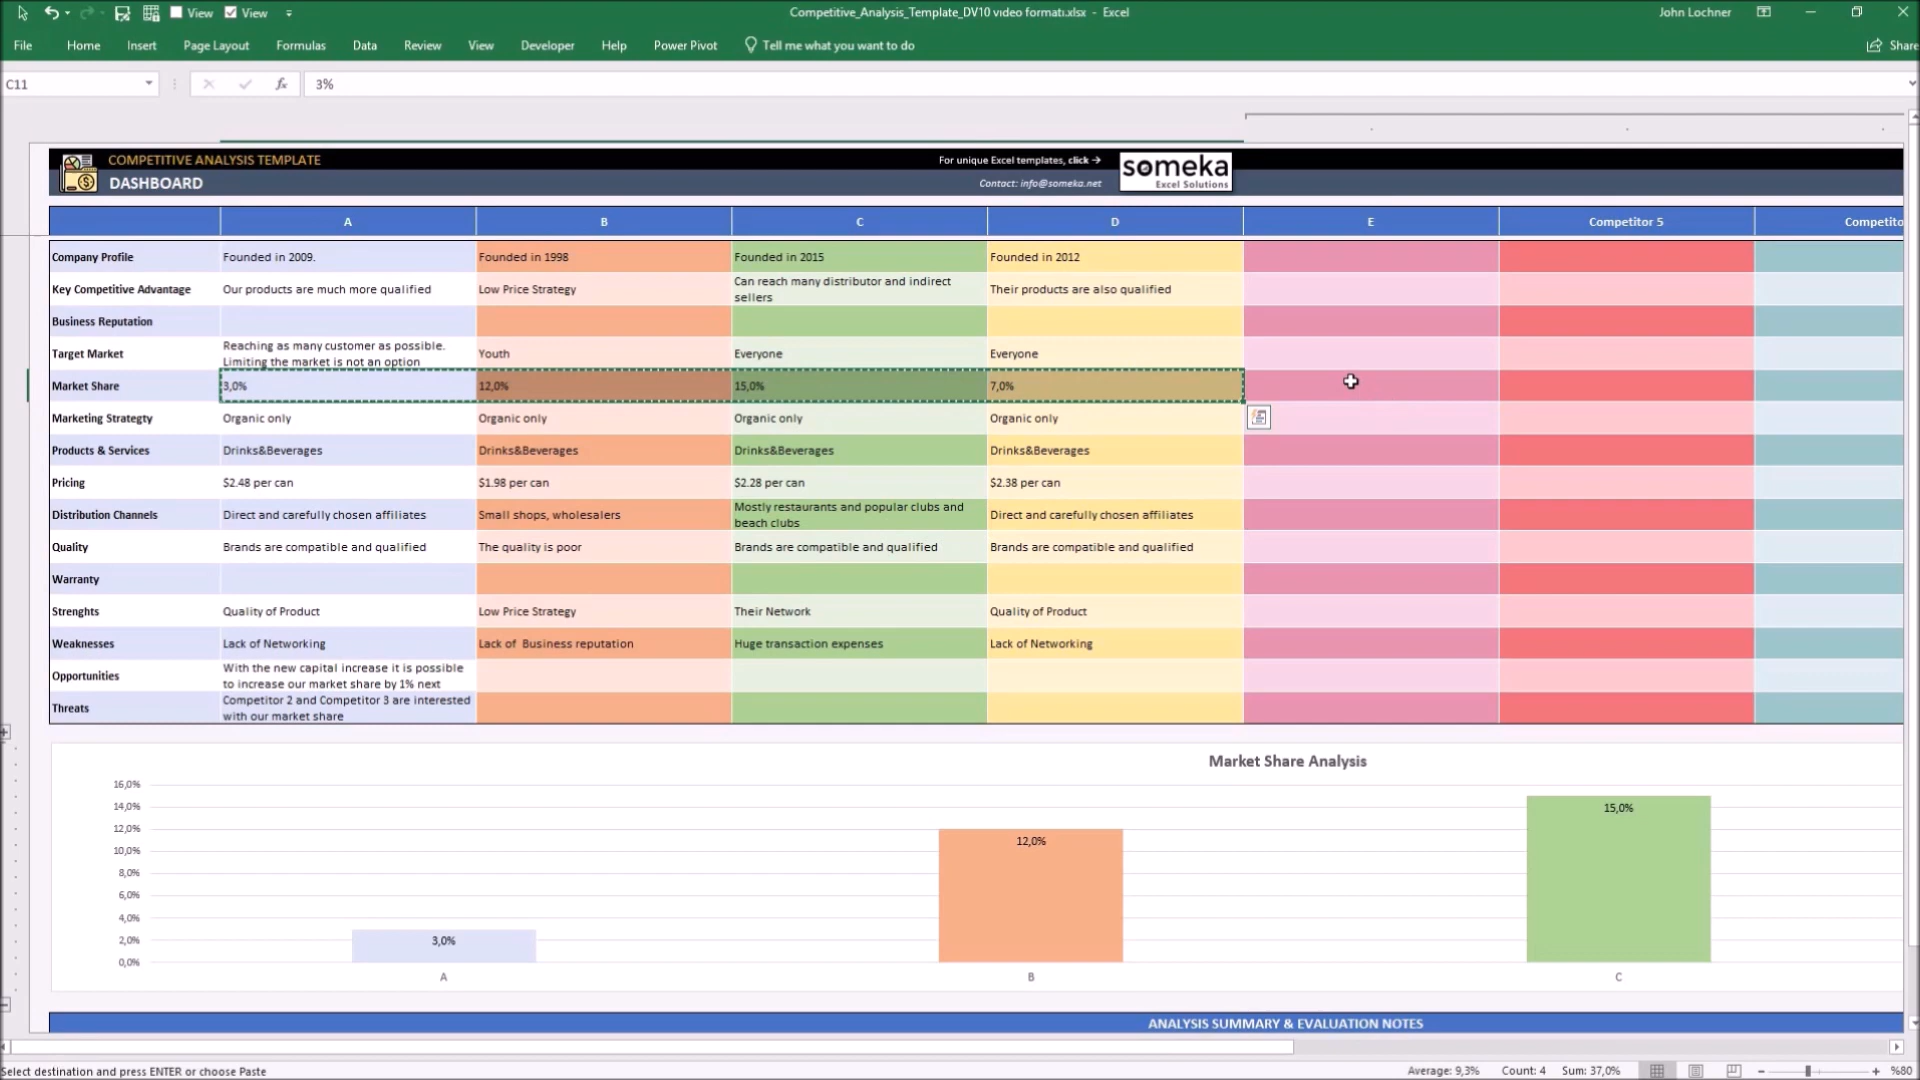 View View
Competitive_Analysis_Template_DV10 video formatı.xlsx - Excel
John Lochner
File Home Insert Page Layout Formulas Data Review View Developer Help Power Pivot Tell me what you want to do Share
C11 fx 3%
COMPETITIVE ANALYSIS TEMPLATE
DASHBOARD
For unique Excel templates, click →
Contact: info@someka.net
someka
Excel Solutions
A B C D E Competitor 5 Competito
Company Profile Founded in 2009. Founded in 1998 Founded in 2015 Founded in 2012
Key Competitive Advantage Our products are much more qualified Low Price Strategy Can reach many distributor and indirect sellers Their products are also qualified
Business Reputation
Target Market Reaching as many customer as possible. Limiting the market is not an option Youth Everyone Everyone
Market Share 3,0% 12,0% 15,0% 7,0%
Marketing Strategty Organic only Organic only Organic only Organic only
Products & Services Drinks&Beverages Drinks&Beverages Drinks&Beverages Drinks&Beverages
Pricing $2.48 per can $1.98 per can $2.28 per can $2.38 per can
Distribution Channels Direct and carefully chosen affiliates Small shops, wholesalers Mostly restaurants and popular clubs and beach clubs Direct and carefully chosen affiliates
Quality Brands are compatible and qualified The quality is poor Brands are compatible and qualified Brands are compatible and qualified
Warranty
Strenghts Quality of Product Low Price Strategy Their Network Quality of Product
Weaknesses Lack of Networking Lack of Business reputation Huge transaction expenses Lack of Networking
Opportunities With the new capital increase it is possible to increase our market share by 1% next
Threats Competitor 2 and Competitor 3 are interested with our market share
Market Share Analysis
16,0%
14,0%
12,0%
10,0%
8,0%
6,0%
4,0%
2,0%
0,0%
3,0% 12,0% 15,0%
A B C
ANALYSIS SUMMARY & EVALUATION NOTES
Select destination and press ENTER or choose Paste
Average: 9,3% Count: 4 Sum: 37,0% - + %80